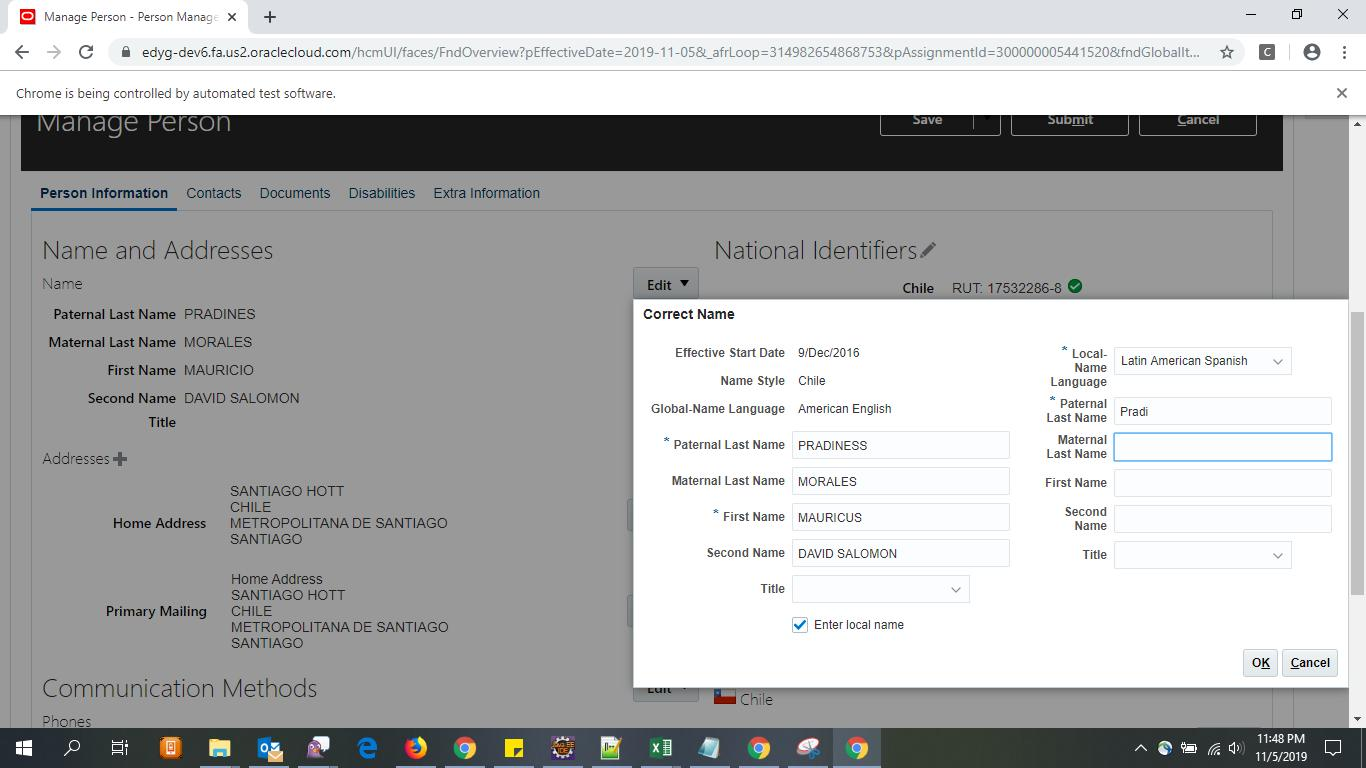 Manage Person - Person Manage
edyg-dev6.fa.us2.oraclecloud.com/hcmUI/faces/FndOverview?pEffectiveDate=2019-11-05&_afrLoop=314982654868753&pAssignmentId=300000005441520&fndGlobalIt...
C
Chrome is being controlled by automated test software.
Manage Person
Save
Submit
Cancel
Person Information
Contacts
Documents
Disabilities
Extra Information
Name and Addresses
Name
Edit
Paternal Last Name PRADINES
Maternal Last Name MORALES
First Name MAURICIO
Second Name DAVID SALOMON
Title
Addresses
Home Address
SANTIAGO HOTT
CHILE
METROPOLITANA DE SANTIAGO
SANTIAGO
Primary Mailing
Home Address
SANTIAGO HOTT
CHILE
METROPOLITANA DE SANTIAGO
SANTIAGO
Communication Methods
Edit
Phones
National Identifiers
Chile RUT: 17532286-8
Correct Name
Effective Start Date 9/Dec/2016
Name Style Chile
Global-Name Language American English
* Paternal Last Name PRADINESS
Maternal Last Name MORALES
* First Name MAURICUS
Second Name DAVID SALOMON
Title
Enter local name
* Local-
Name
Language
Latin American Spanish
* Paternal
Last Name
Pradi
Maternal
Last Name
First Name
Second
Name
Title
OK
Cancel
Chile
11:48 PM
11/5/2019